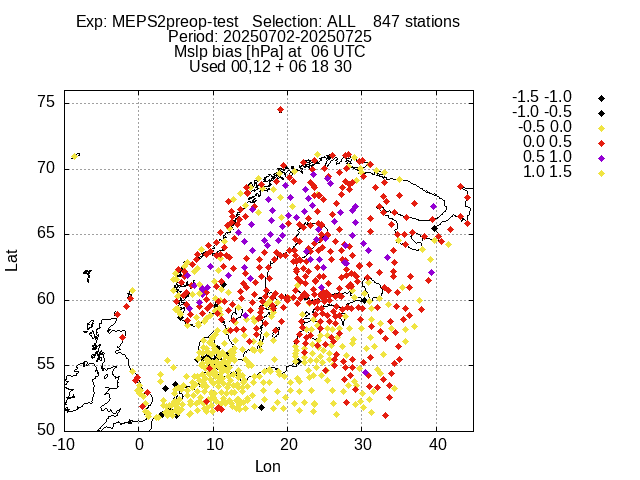 Exp: MEPS2preop-test   Selection: ALL    847 stations
Period: 20250702-20250725
Mslp bias [hPa] at  06 UTC
Used 00,12 + 06 18 30
-1.5 -1.0
-1.0 -0.5
-0.5 0.0
0.0 0.5
0.5 1.0
1.0 1.5
75
70
65
60
55
50
Lat
-10 0 10 20 30 40
Lon